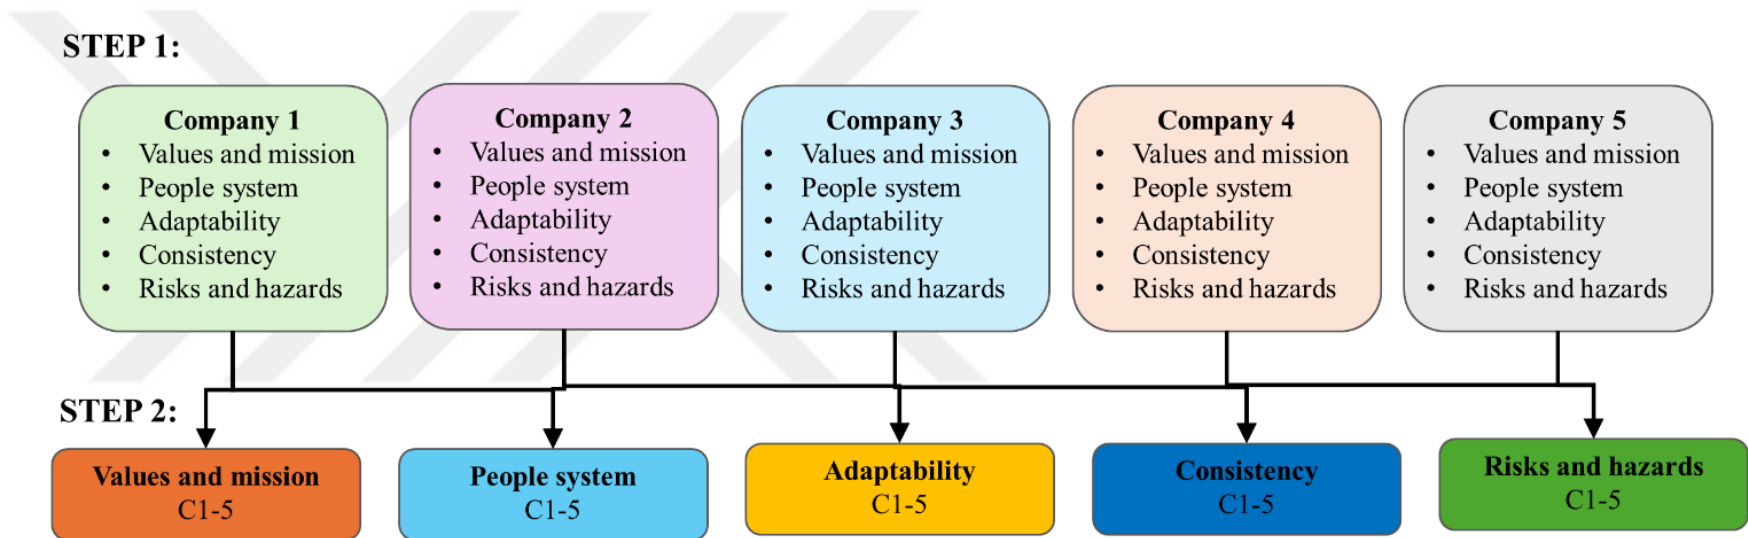 STEP 1:
Company 1
• Values and mission
• People system
• Adaptability
• Consistency
• Risks and hazards
Company 2
• Values and mission
• People system
• Adaptability
• Consistency
• Risks and hazards
Company 3
• Values and mission
• People system
• Adaptability
• Consistency
• Risks and hazards
Company 4
• Values and mission
• People system
• Adaptability
• Consistency
• Risks and hazards
Company 5
• Values and mission
• People system
• Adaptability
• Consistency
• Risks and hazards
STEP 2:
Values and mission
C1-5
People system
C1-5
Adaptability
C1-5
Consistency
C1-5
Risks and hazards
C1-5